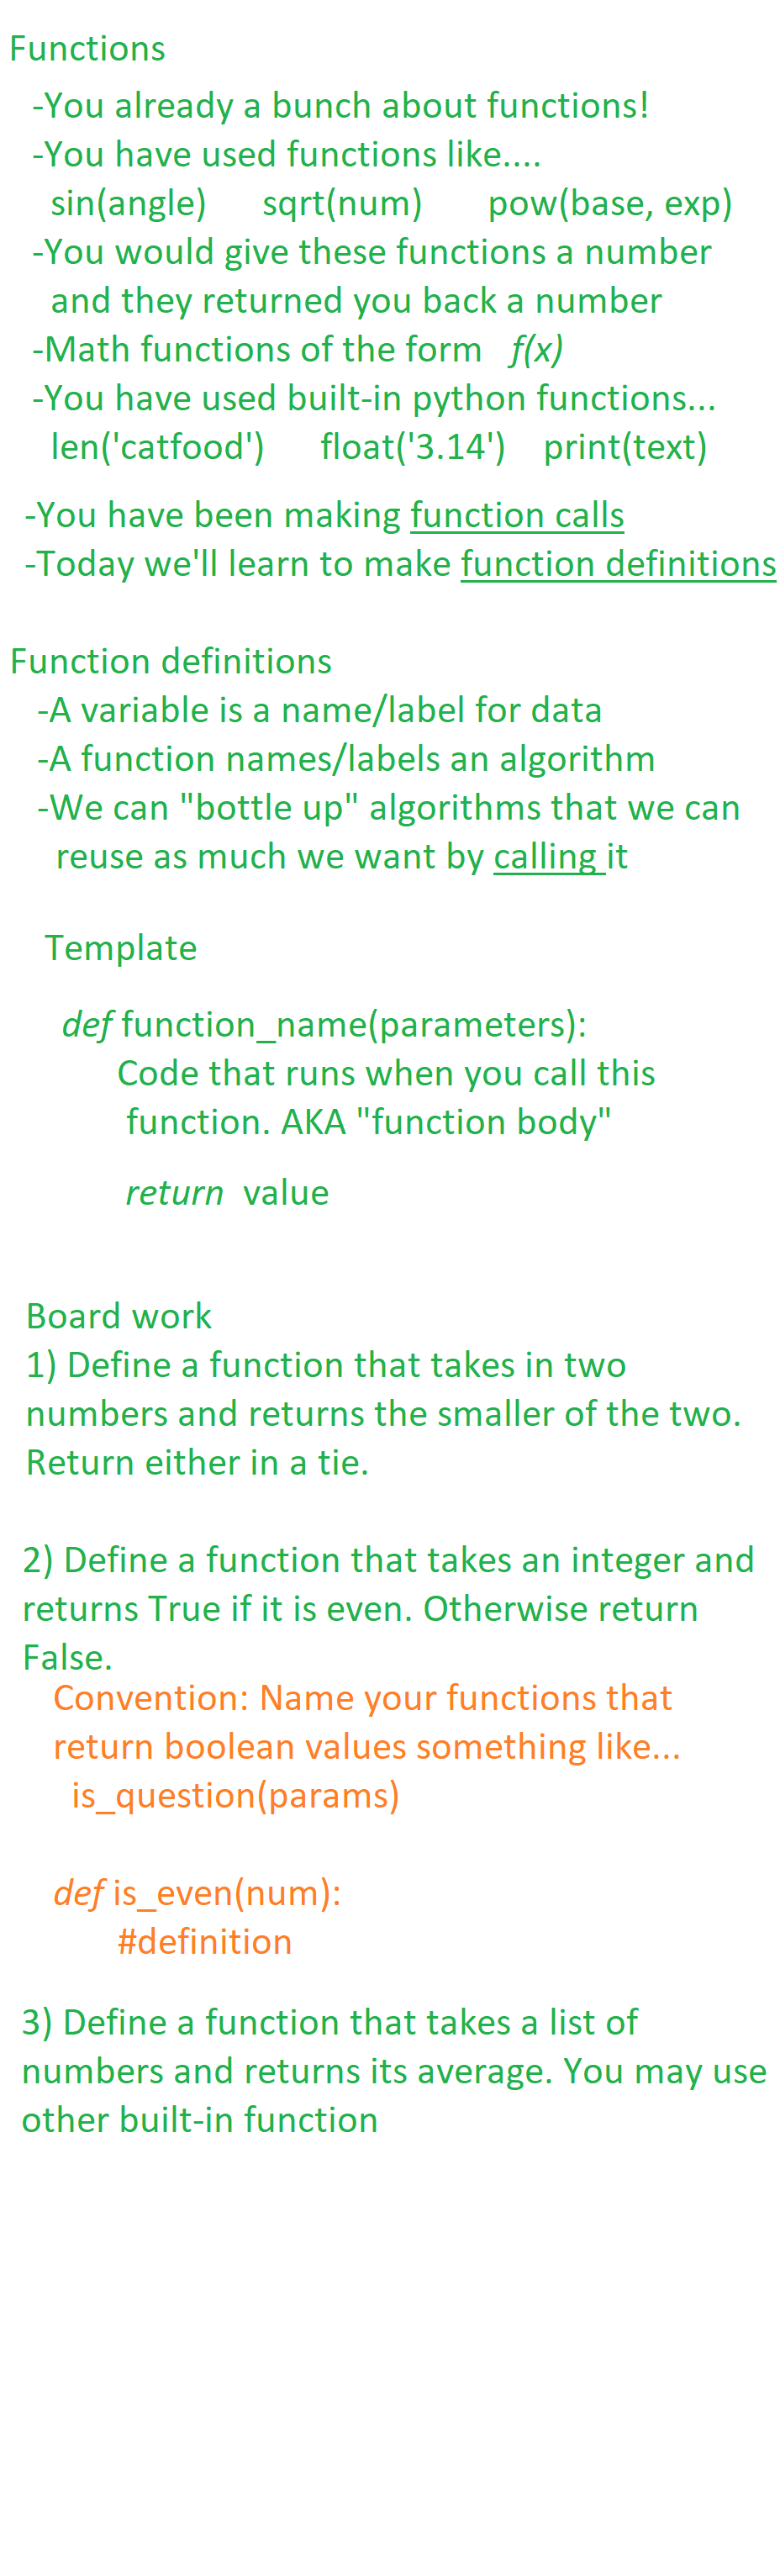 Functions
-You already a bunch about functions!
-You have used functions like....
sin(angle) sqrt(num) pow(base, exp)
-You would give these functions a number
and they returned you back a number
-Math functions of the form f(x)
-You have used built-in python functions...
len('catfood') float('3.14') print(text)
-You have been making function calls
-Today we'll learn to make function definitions
Function definitions
-A variable is a name/label for data
-A function names/labels an algorithm
-We can "bottle up" algorithms that we can
reuse as much we want by calling it
Template
def function_name(parameters):
Code that runs when you call this
function. AKA "function body"
return value
Board work
1) Define a function that takes in two
numbers and returns the smaller of the two.
Return either in a tie.
2) Define a function that takes an integer and
returns True if it is even. Otherwise return
False.
Convention: Name your functions that
return boolean values something like...
is_question(params)
def is_even(num):
#definition
3) Define a function that takes a list of
numbers and returns its average. You may use
other built-in function